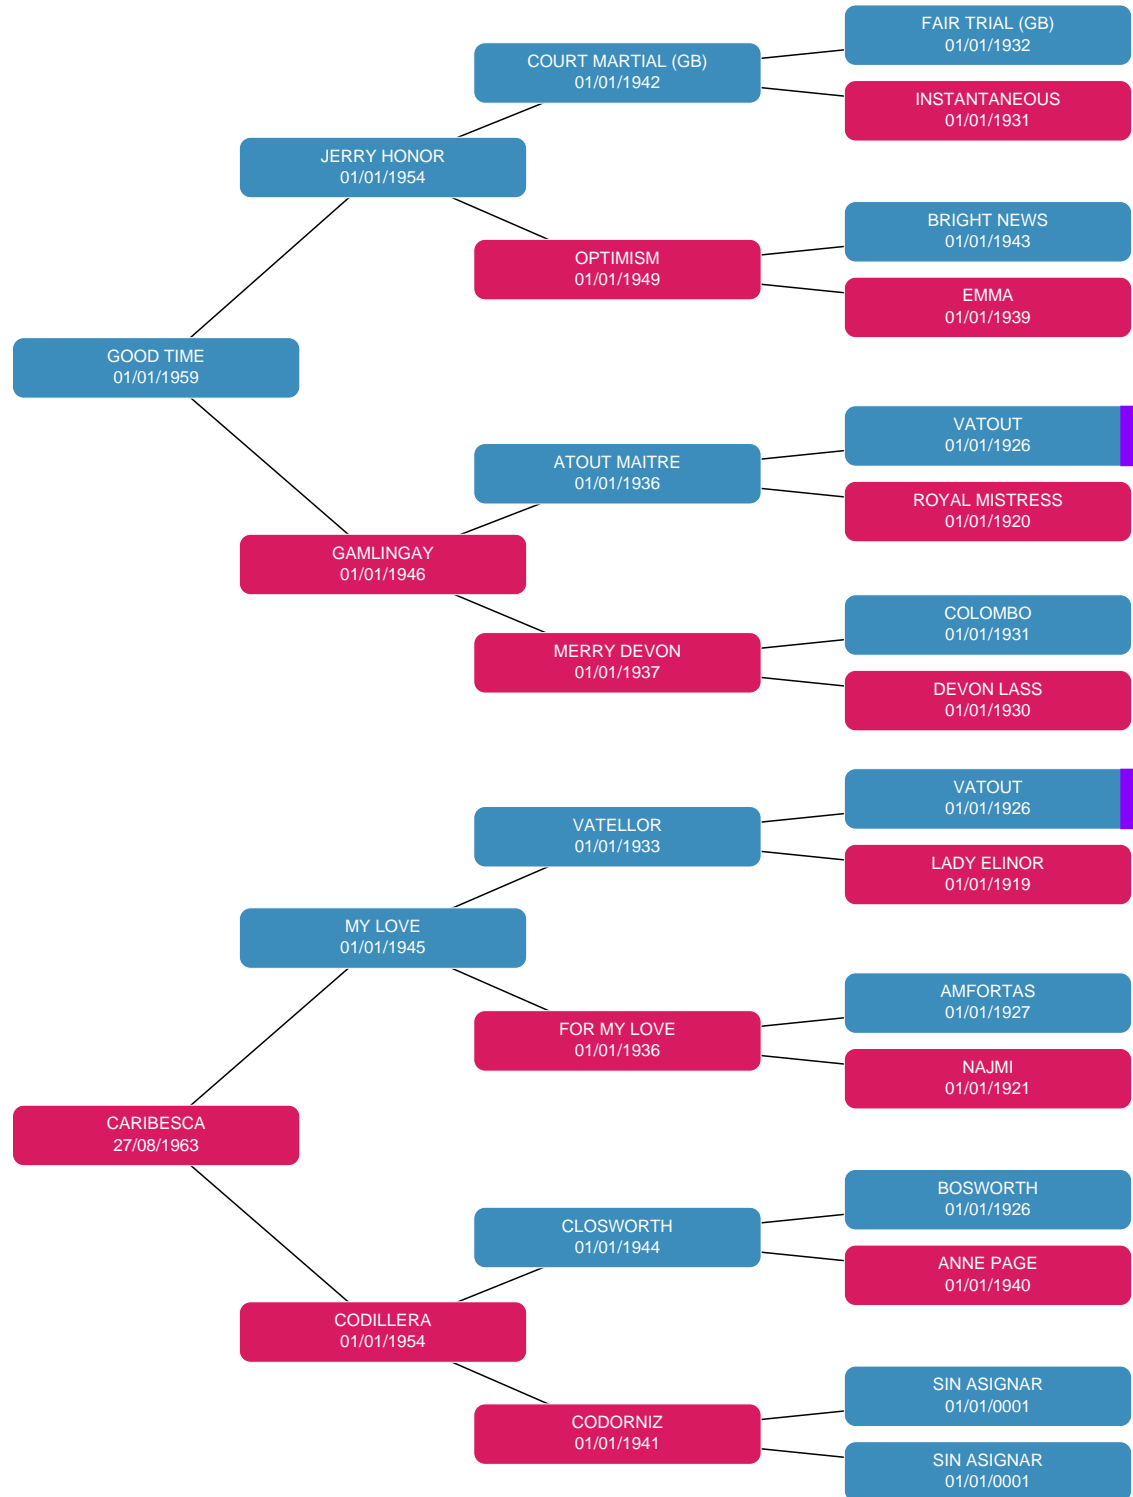 FAIR TRIAL (GB)
01/01/1932
COURT MARTIAL (GB)
01/01/1942
INSTANTANEOUS
01/01/1931
JERRY HONOR
01/01/1954
BRIGHT NEWS
01/01/1943
OPTIMISM
01/01/1949
EMMA
01/01/1939
GOOD TIME
01/01/1959
VATOUT
01/01/1926
ATOUT MAITRE
01/01/1936
ROYAL MISTRESS
01/01/1920
GAMLINGAY
01/01/1946
COLOMBO
01/01/1931
MERRY DEVON
01/01/1937
DEVON LASS
01/01/1930
VATOUT
01/01/1926
VATELLOR
01/01/1933
LADY ELINOR
01/01/1919
MY LOVE
01/01/1945
AMFORTAS
01/01/1927
FOR MY LOVE
01/01/1936
NAJMI
01/01/1921
CARIBESCA
27/08/1963
BOSWORTH
01/01/1926
CLOSWORTH
01/01/1944
ANNE PAGE
01/01/1940
CODILLERA
01/01/1954
SIN ASIGNAR
01/01/0001
CODORNIZ
01/01/1941
SIN ASIGNAR
01/01/0001